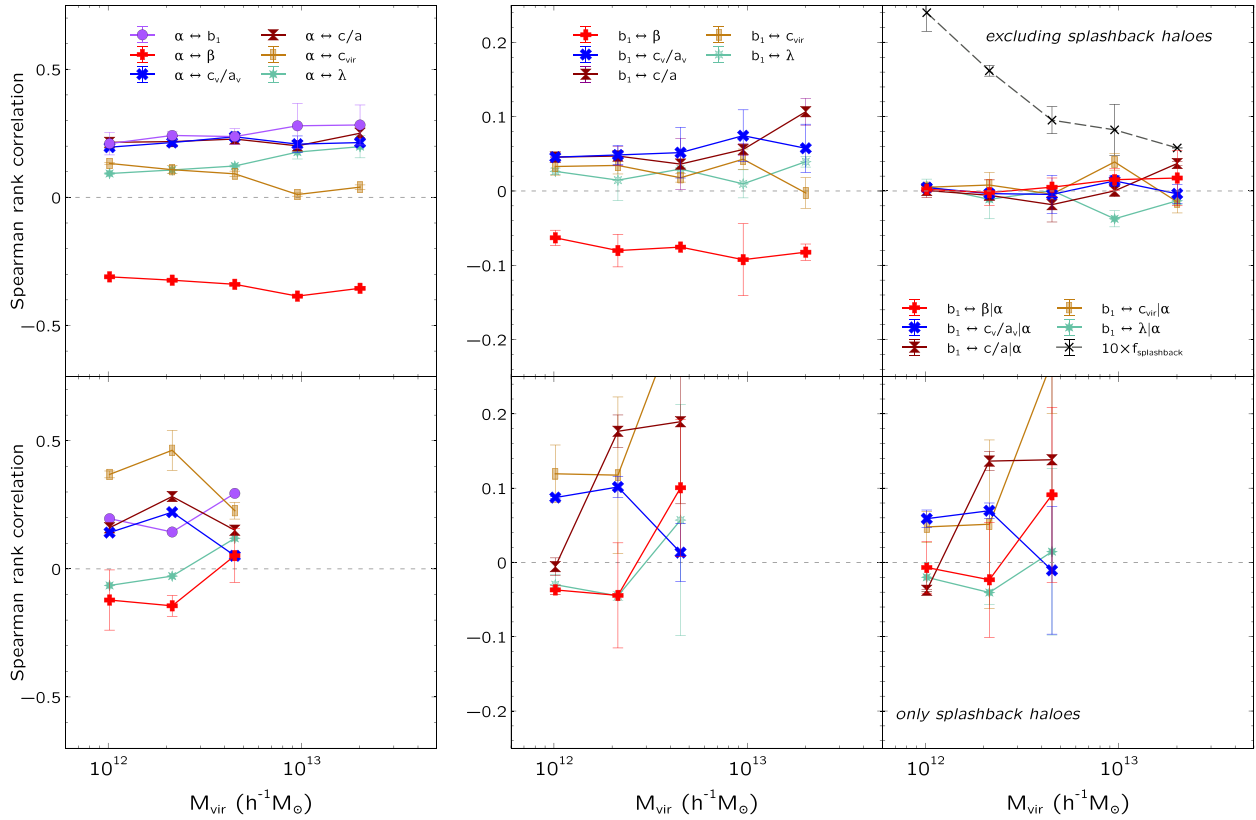 Spearman rank correlation
0.5
0
−0.5
α ↔ b₁
α ↔ β
α ↔ cᵥ/aᵥ
α ↔ c/a
α ↔ c_vir
α ↔ λ
0.2
0.1
0
−0.1
−0.2
b₁ ↔ β
b₁ ↔ cᵥ/aᵥ
b₁ ↔ c/a
b₁ ↔ c_vir
b₁ ↔ λ
excluding splashback haloes
b₁ ↔ β|α
b₁ ↔ cᵥ/aᵥ|α
b₁ ↔ c/a|α
b₁ ↔ c_vir|α
b₁ ↔ λ|α
10×f_splashback
Spearman rank correlation
0.5
0
−0.5
10¹² 10¹³
M_vir (h⁻¹M_⊙)
0.2
0.1
0
−0.1
−0.2
10¹² 10¹³
M_vir (h⁻¹M_⊙)
only splashback haloes
10¹² 10¹³
M_vir (h⁻¹M_⊙)